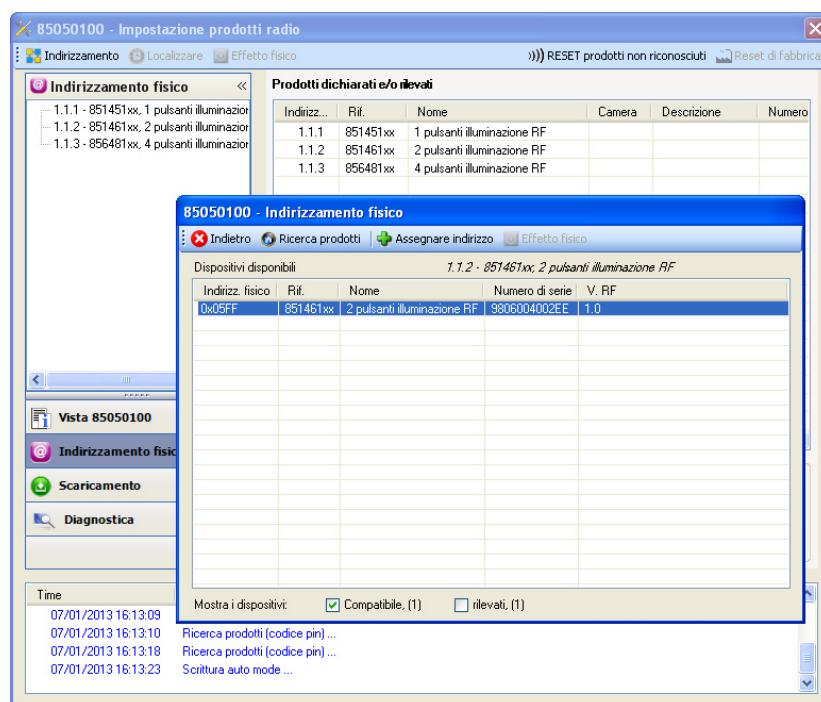 85050100 - Impostazione prodotti radio
Indirizzamento Localizzare Effetto fisico ))) RESET prodotti non riconosciuti Reset di fabbrica
Indirizzamento fisico «
1.1.1 - 851451xx, 1 pulsanti illuminazior
1.1.2 - 851461xx, 2 pulsanti illuminazior
1.1.3 - 856481xx, 4 pulsanti illuminazior
Prodotti dichiarati e/o rilevati
Indirizz... Rif. Nome Camera Descrizione Numero
1.1.1 851451xx 1 pulsanti illuminazione RF
1.1.2 851461xx 2 pulsanti illuminazione RF
1.1.3 856481xx 4 pulsanti illuminazione RF
85050100 - Indirizzamento fisico
Indietro Ricerca prodotti Assegnare indirizzo Effetto fisico
Dispositivi disponibili 1.1.2 - 851461xx, 2 pulsanti illuminazione RF
Indirizz. fisico Rif. Nome Numero di serie V. RF
0x05FF 851461xx 2 pulsanti illuminazione RF 9806004002EE 1.0
Mostra i dispositivi: Compatibile, (1) rilevati, (1)
Vista 85050100
Indirizzamento fisic
Scaricamento
Diagnostica
Time
07/01/2013 16:13:09
07/01/2013 16:13:10 Ricerca prodotti (codice pin) ...
07/01/2013 16:13:18 Ricerca prodotti (codice pin) ...
07/01/2013 16:13:23 Scrittura auto mode ...